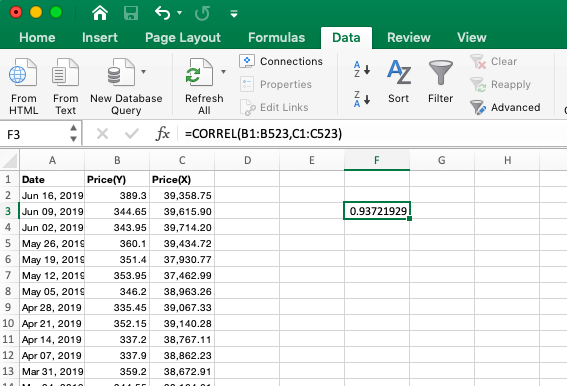 Home Insert Page Layout Formulas Data Review View
From HTML
From Text
New Database Query
Refresh All
Connections
Properties
Edit Links
A Z
Z A
AZ
Sort
Filter
Clear
Reapply
Advanced
F3 fx =CORREL(B1:B523,C1:C523)
A B C D E F G H
1 Date Price(Y) Price(X)
2 Jun 16, 2019 389.3 39,358.75
3 Jun 09, 2019 344.65 39,615.90 0.93721929
4 Jun 02, 2019 343.95 39,714.20
5 May 26, 2019 360.1 39,434.72
6 May 19, 2019 351.4 37,930.77
7 May 12, 2019 353.95 37,462.99
8 May 05, 2019 346.2 38,963.26
9 Apr 28, 2019 335.45 39,067.33
10 Apr 21, 2019 352.15 39,140.28
11 Apr 14, 2019 337.2 38,767.11
12 Apr 07, 2019 337.9 38,862.23
13 Mar 31, 2019 359.2 38,672.91